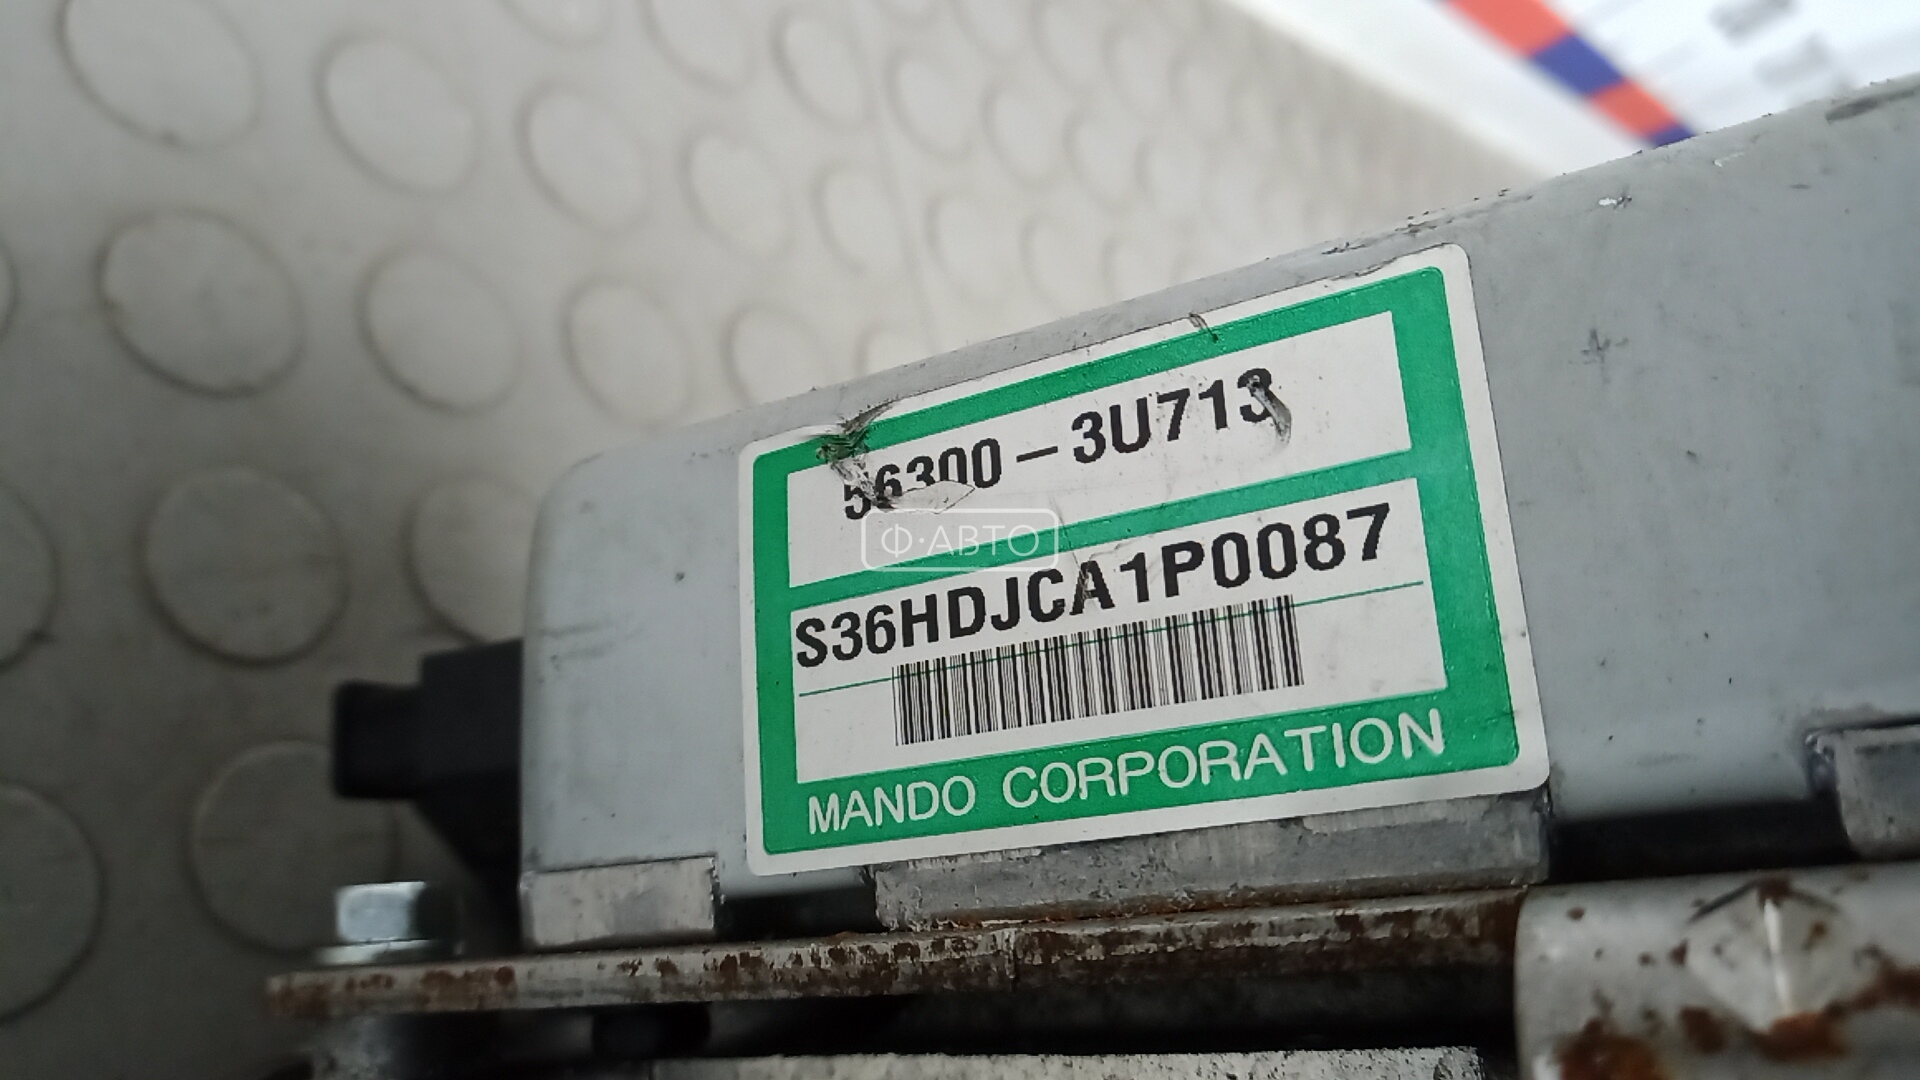 56300-3U713
Ф·АВТО
S36HDJCA1P0087
MANDO CORPORATION